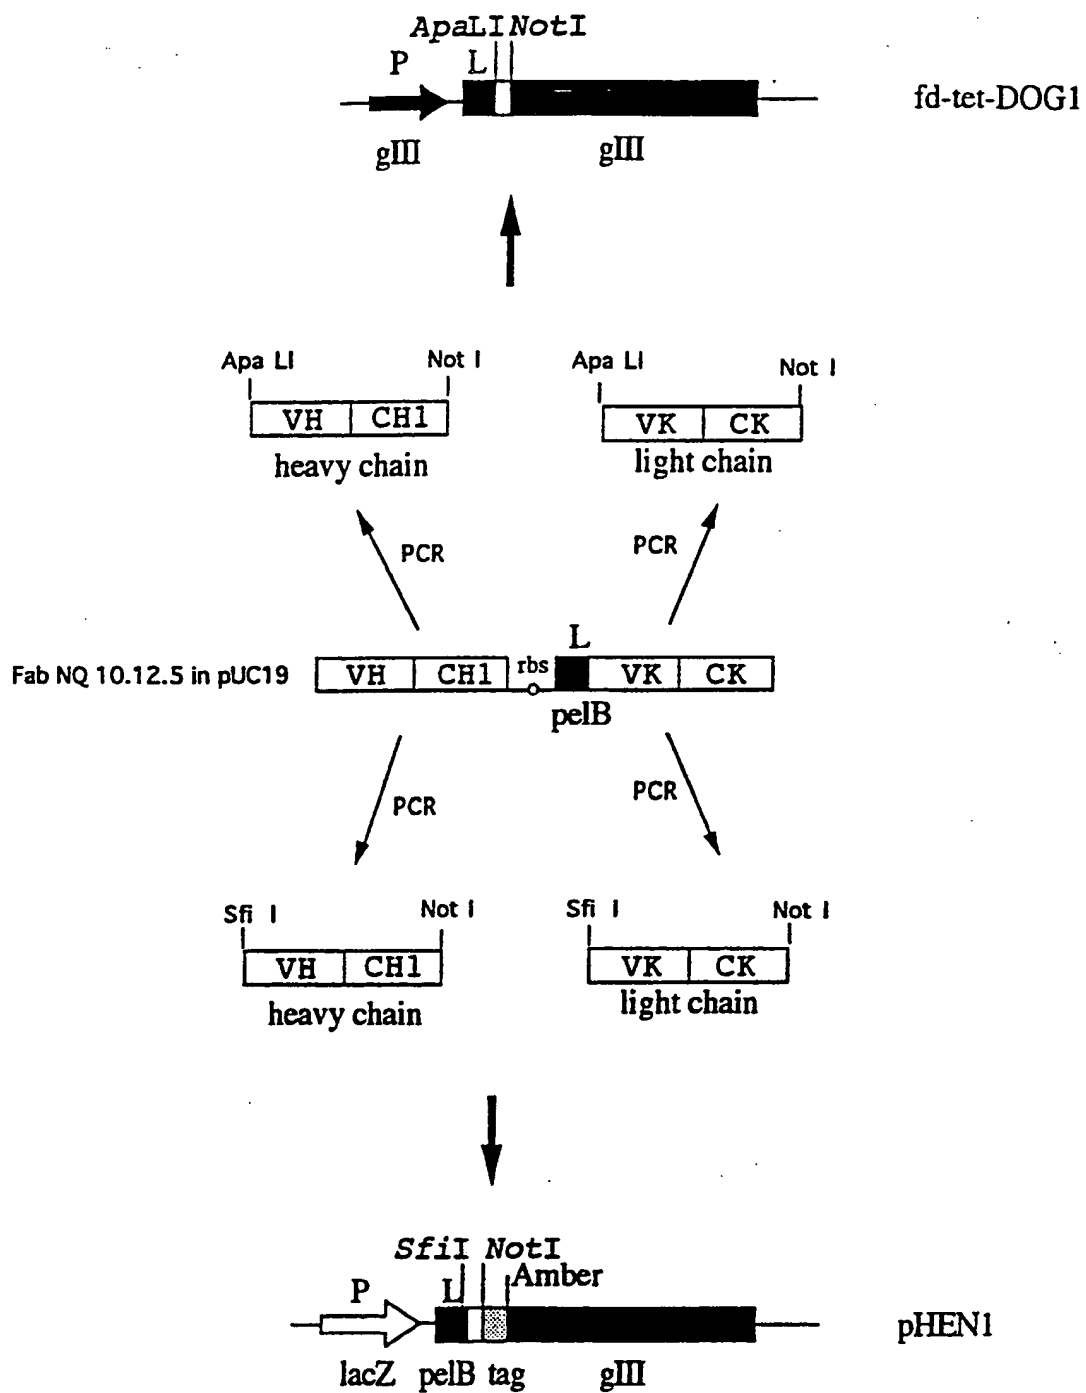 ApaLI NotI
P L
fd-tet-DOG1
gIII gIII
Apa LI Not I Apa LI Not I
VH CH1 VK CK
heavy chain light chain
PCR PCR
L
Fab NQ 10.12.5 in pUC19 VH CH1 rbs VK CK
pelB
PCR PCR
Sfi I Not I Sfi I Not I
VH CH1 VK CK
heavy chain light chain
SfiI NotI
P L Amber
pHEN1
lacZ pelB tag gIII